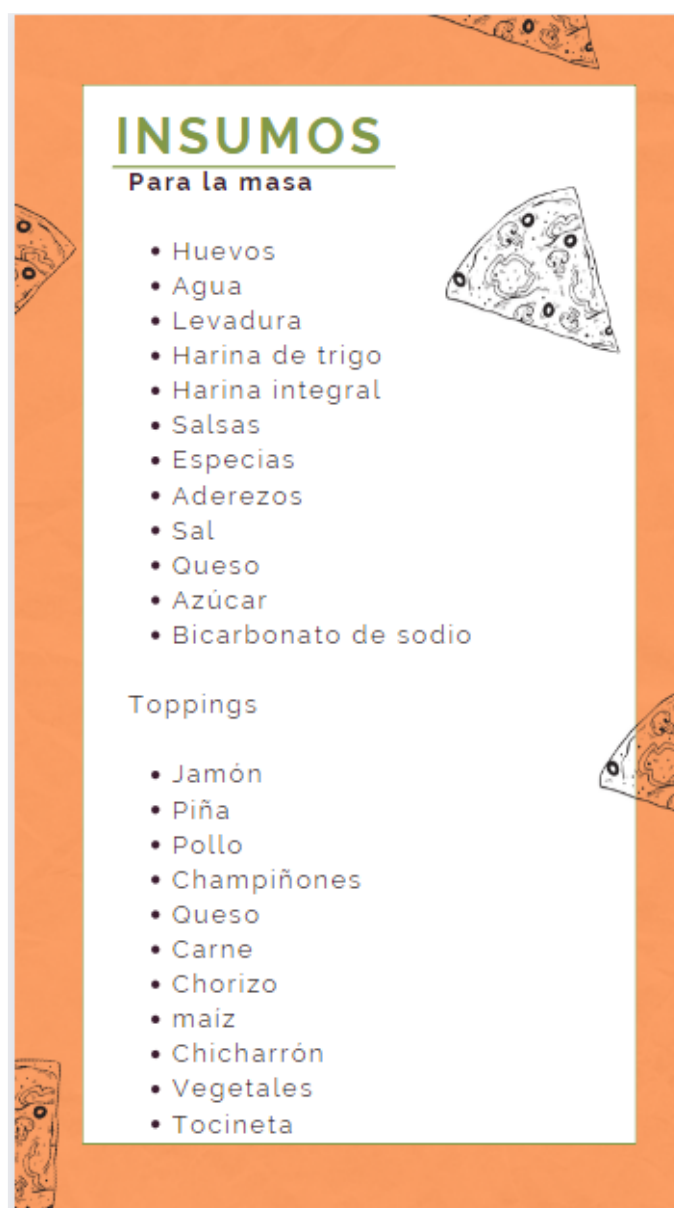 INSUMOS
Para la masa
• Huevos
• Agua
• Levadura
• Harina de trigo
• Harina integral
• Salsas
• Especias
• Aderezos
• Sal
• Queso
• Azúcar
• Bicarbonato de sodio
Toppings
• Jamón
• Piña
• Pollo
• Champiñones
• Queso
• Carne
• Chorizo
• maíz
• Chicharrón
• Vegetales
• Tocineta